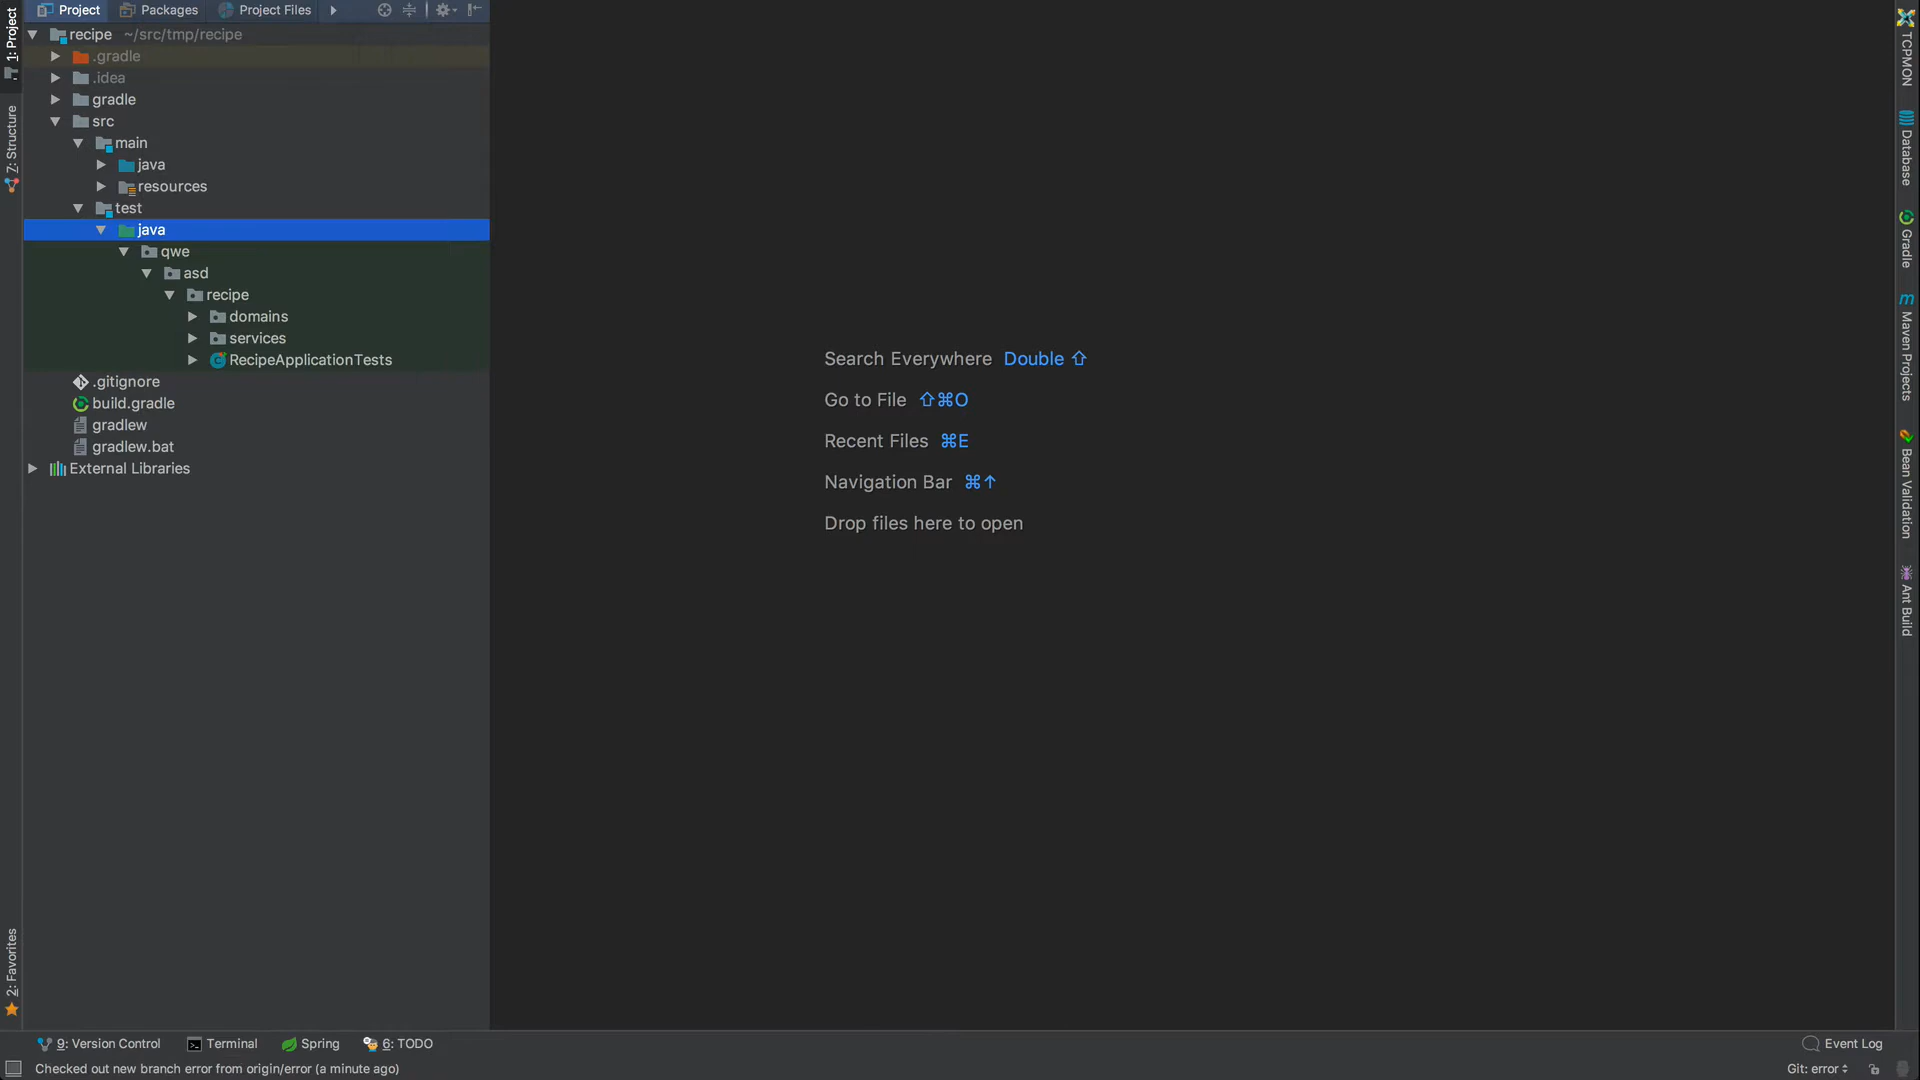 1: Project
Z: Structure
2: Favorites
Project
Packages
Project Files
recipe ~/src/tmp/recipe
.gradle
.idea
gradle
src
main
java
resources
test
java
qwe
asd
recipe
domains
services
RecipeApplicationTests
.gitignore
build.gradle
gradlew
gradlew.bat
External Libraries
Search Everywhere Double ⇧
Go to File ⇧⌘O
Recent Files ⌘E
Navigation Bar ⌘↑
Drop files here to open
TCPMON
Database
Gradle
m Maven Projects
Bean Validation
Ant Build
9: Version Control
Terminal
Spring
6: TODO
Event Log
Checked out new branch error from origin/error (a minute ago)
Git: error